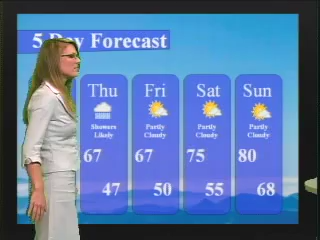 5 Day Forecast
Thu Fri Sat Sun
Showers Likely Partly Cloudy Partly Cloudy Partly Cloudy
67 67 75 80
47 50 55 68